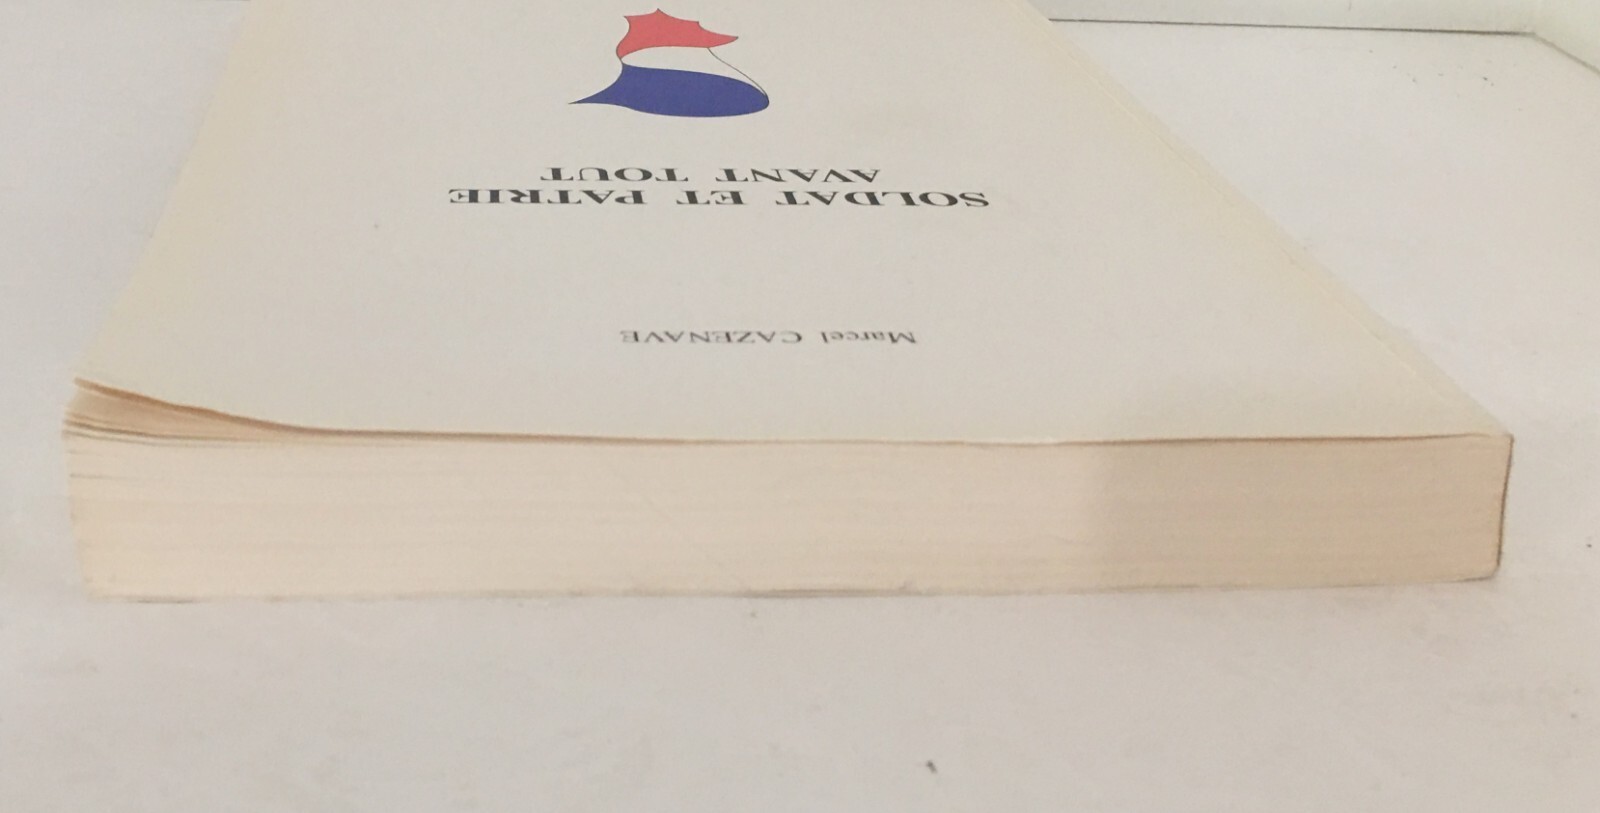 Marcel CAZENAVE
SOLDAT ET PATRIE
AVANT TOUT